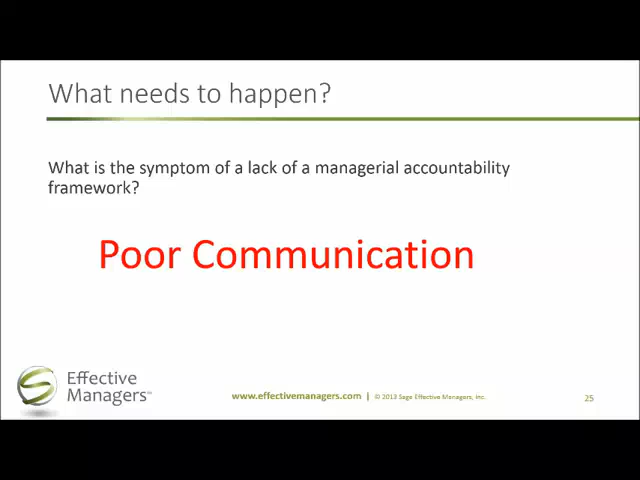 What needs to happen?
What is the symptom of a lack of a managerial accountability
framework?
Poor Communication
Effective
Managers™
www.effectivemanagers.com | © 2013 Sage Effective Managers, Inc.
25